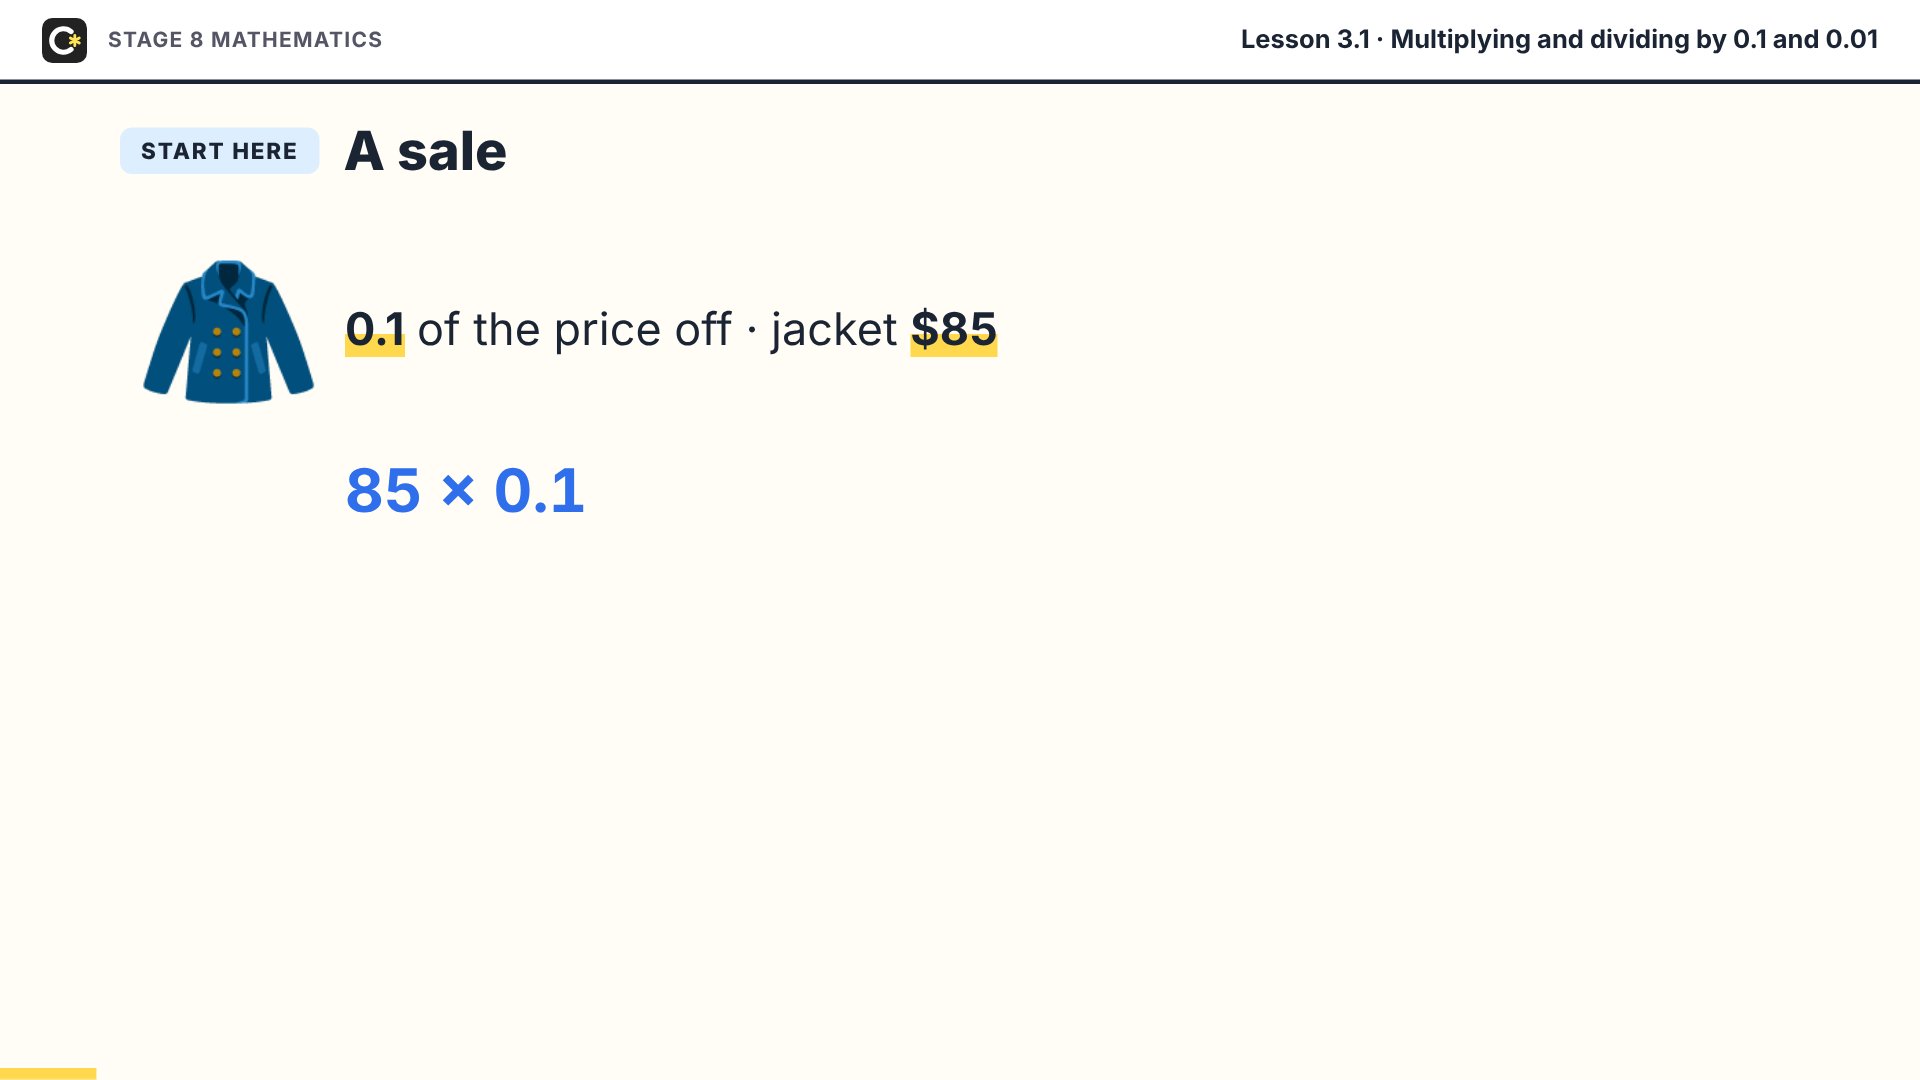 STAGE 8 MATHEMATICS
Lesson 3.1 · Multiplying and dividing by 0.1 and 0.01
START HERE
A sale
0.1 of the price off · jacket $85
85 × 0.1